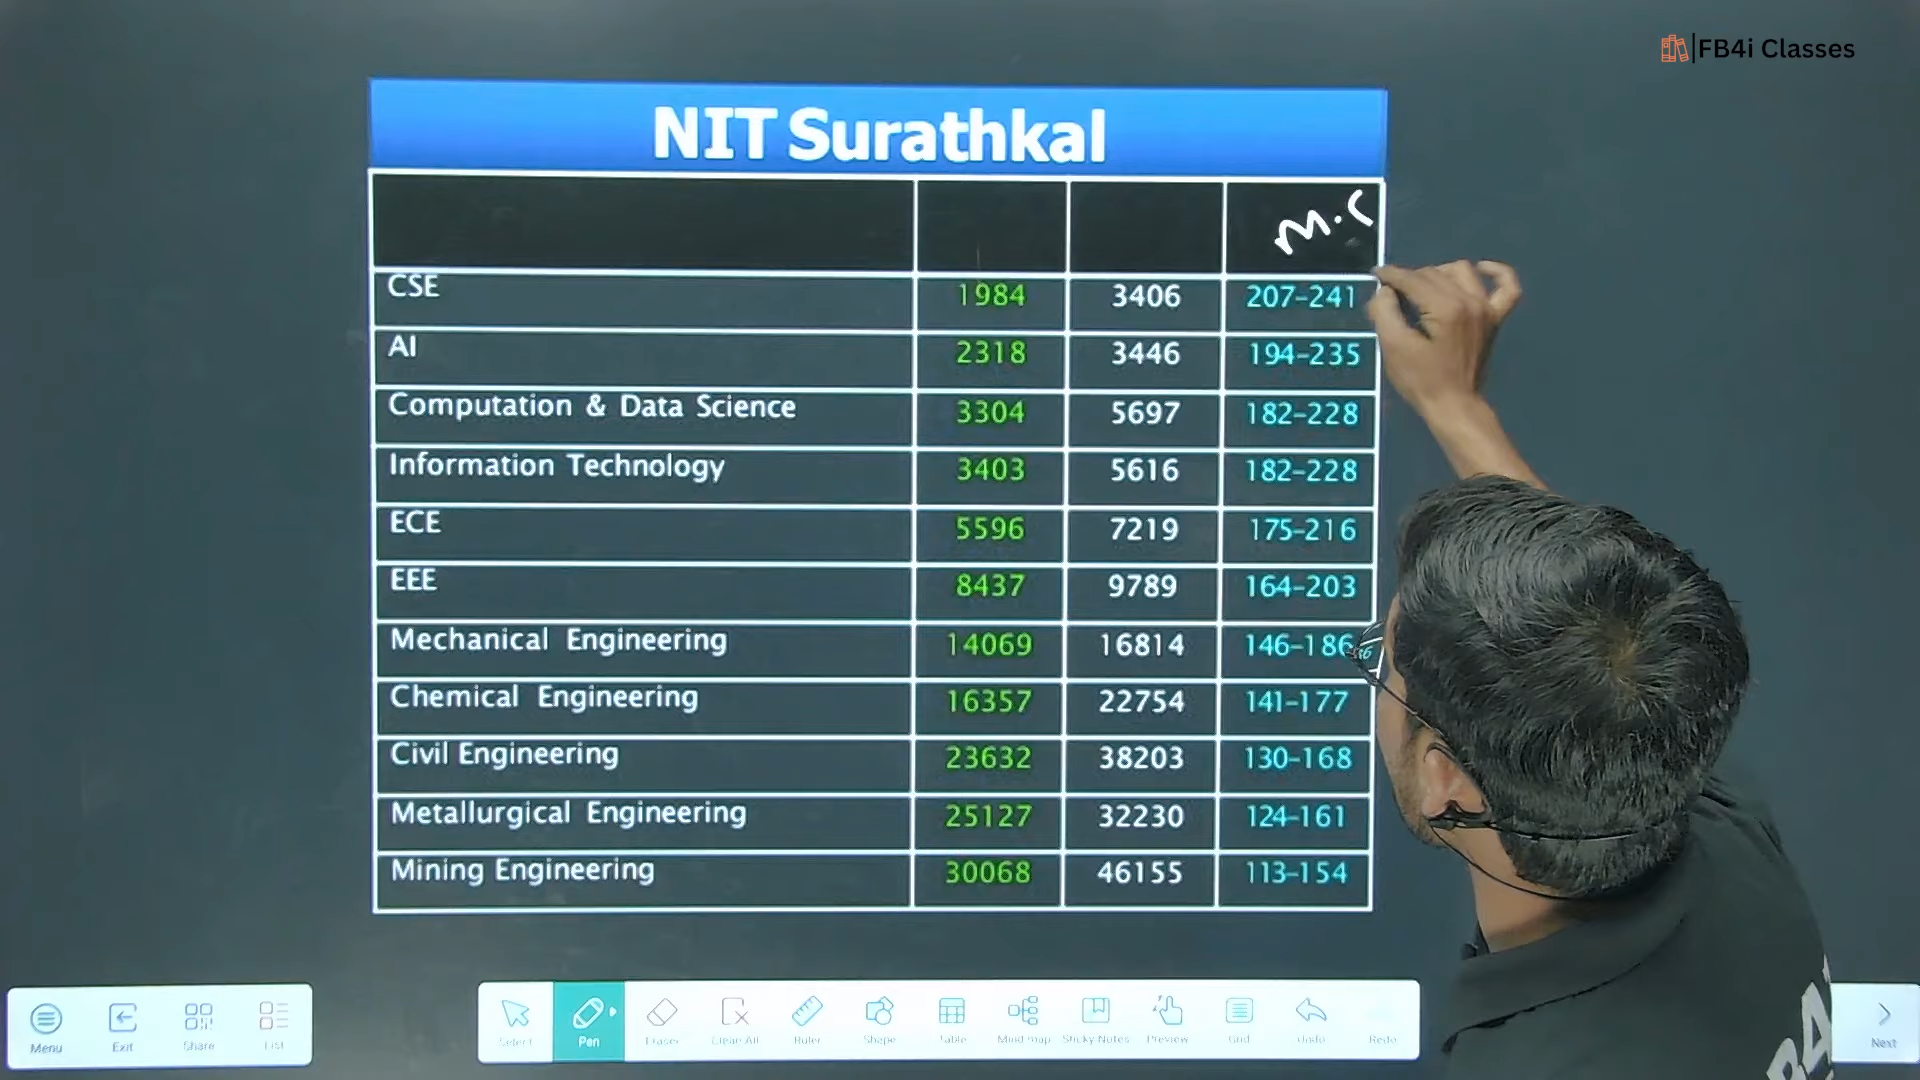 FB4i Classes
NIT Surathkal
M.C
CSE 1984 3406 207-241
AI 2318 3446 194-235
Computation & Data Science 3304 5697 182-228
Information Technology 3403 5616 182-228
ECE 5596 7219 175-216
EEE 8437 9789 164-203
Mechanical Engineering 14069 16814 146-186
Chemical Engineering 16357 22754 141-177
Civil Engineering 23632 38203 130-168
Metallurgical Engineering 25127 32230 124-161
Mining Engineering 30068 46155 113-154
Menu Exit Share List Select Pen Eraser Clean All Ruler Shape Table Mind map Sticky Notes Preview Grid Undo Redo Next